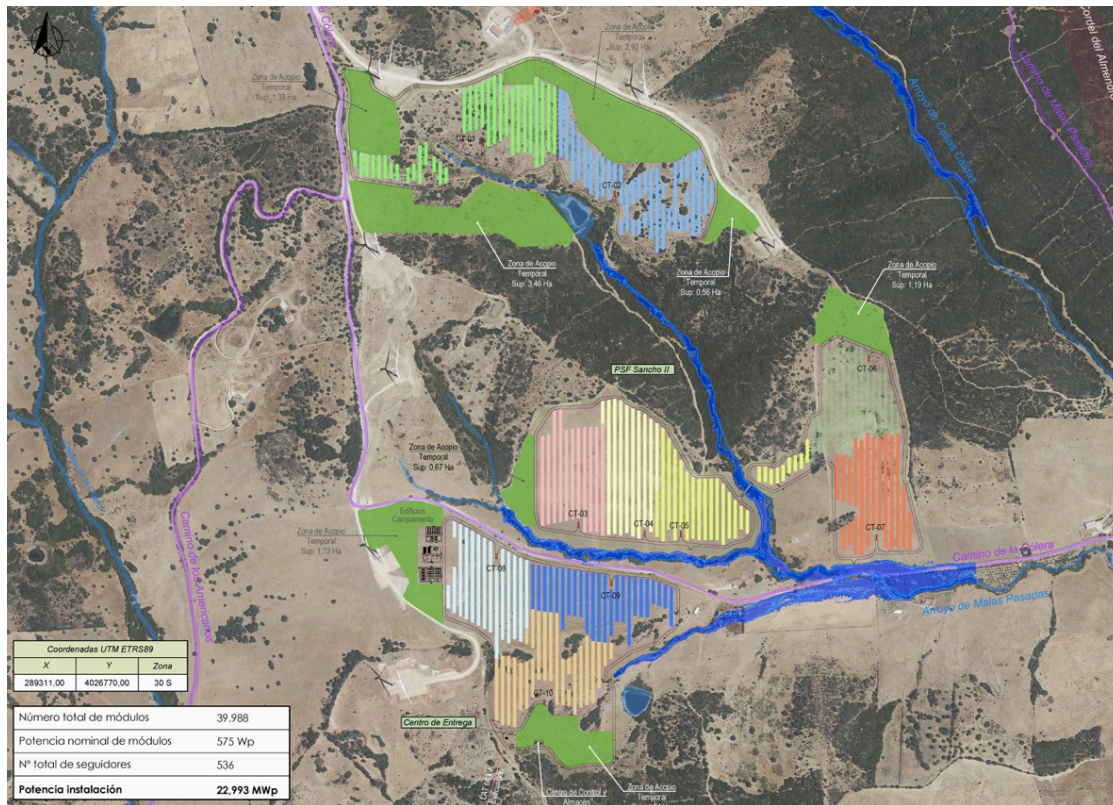 Zona de Acopio
Temporal
Sup: 2,93 Ha
Cordel del Almendro
Camino de Malas Pasadas
Zona de Acopio
Temporal
Sup: 1,39 Ha
Arroyo de
CT-01
CT-02
Zona de Acopio
Temporal
Sup: 3,46 Ha
Zona de Acopio
Temporal
Sup: 0,56 Ha
Zona de Acopio
Temporal
Sup: 1,19 Ha
CT-06
PSF Sancho II
Zona de Acopio
Temporal
Sup: 0,67 Ha
CT-03
CT-04
CT-05
CT-07
Edificios
Campamento
Zona de Acopio
Temporal
Sup: 1,73 Ha
Camino de los Americanos
Camino de la Cólera
CT-08
CT-09
Arroyo de Malas Pasadas
Coordenadas UTM ETRS89
X Y Zona
289311,00 4026770,00 30 S
CT-10
Centro de Entrega
Número total de módulos 39.988
Potencia nominal de módulos 575 Wp
Nº total de seguidores 536
Potencia instalación 22,993 MWp
Centro de Control y
Almacén
Zona de Acopio
Temporal